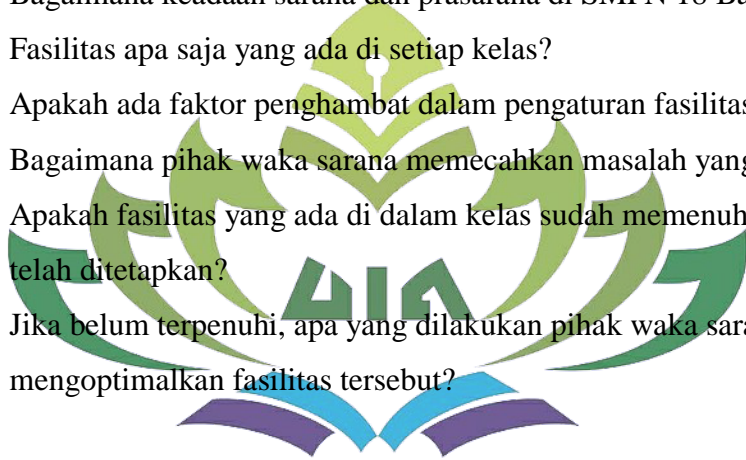 Bagaimana keadaan sarana dan prasarana di SMPN 18
Fasilitas apa saja yang ada di setiap kelas?
Apakah ada faktor penghambat dalam pengaturan fasilitas
Bagaimana pihak waka sarana memecahkan masalah yang
Apakah fasilitas yang ada di dalam kelas sudah
telah ditetapkan?
Jika belum terpenuhi, apa yang dilakukan pihak waka
mengoptimalkan fasilitas tersebut?